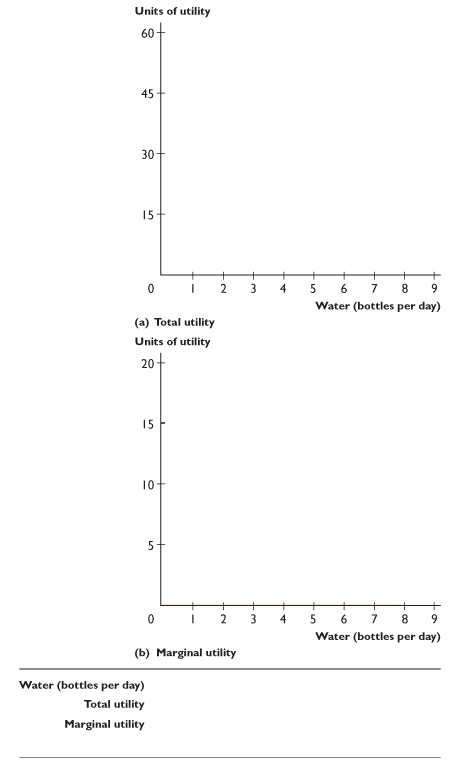 Units of utility
60
45
30
15
0 1 2 3 4 5 6 7 8 9
Water (bottles per day)
(a) Total utility
Units of utility
20
15
10
5
0 1 2 3 4 5 6 7 8 9
Water (bottles per day)
(b) Marginal utility
Water (bottles per day)
Total utility
Marginal utility